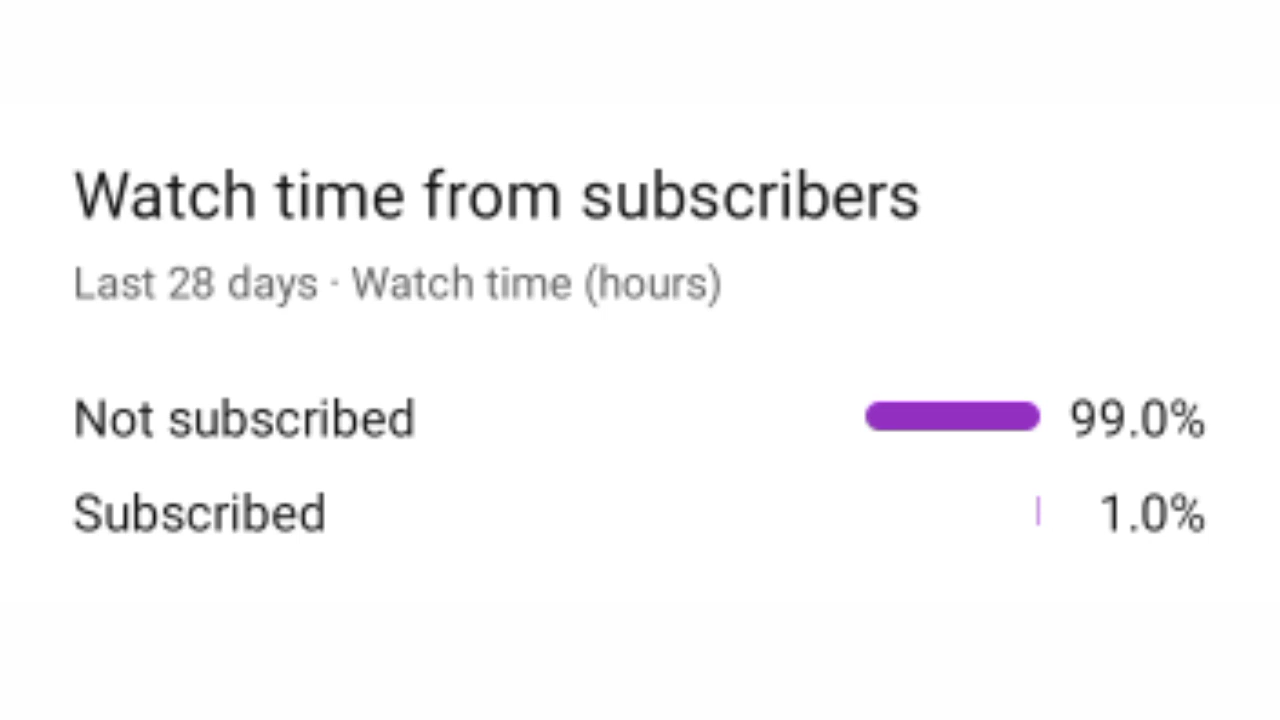 Watch time from subscribers
Last 28 days · Watch time (hours)
Not subscribed 99.0%
Subscribed 1.0%